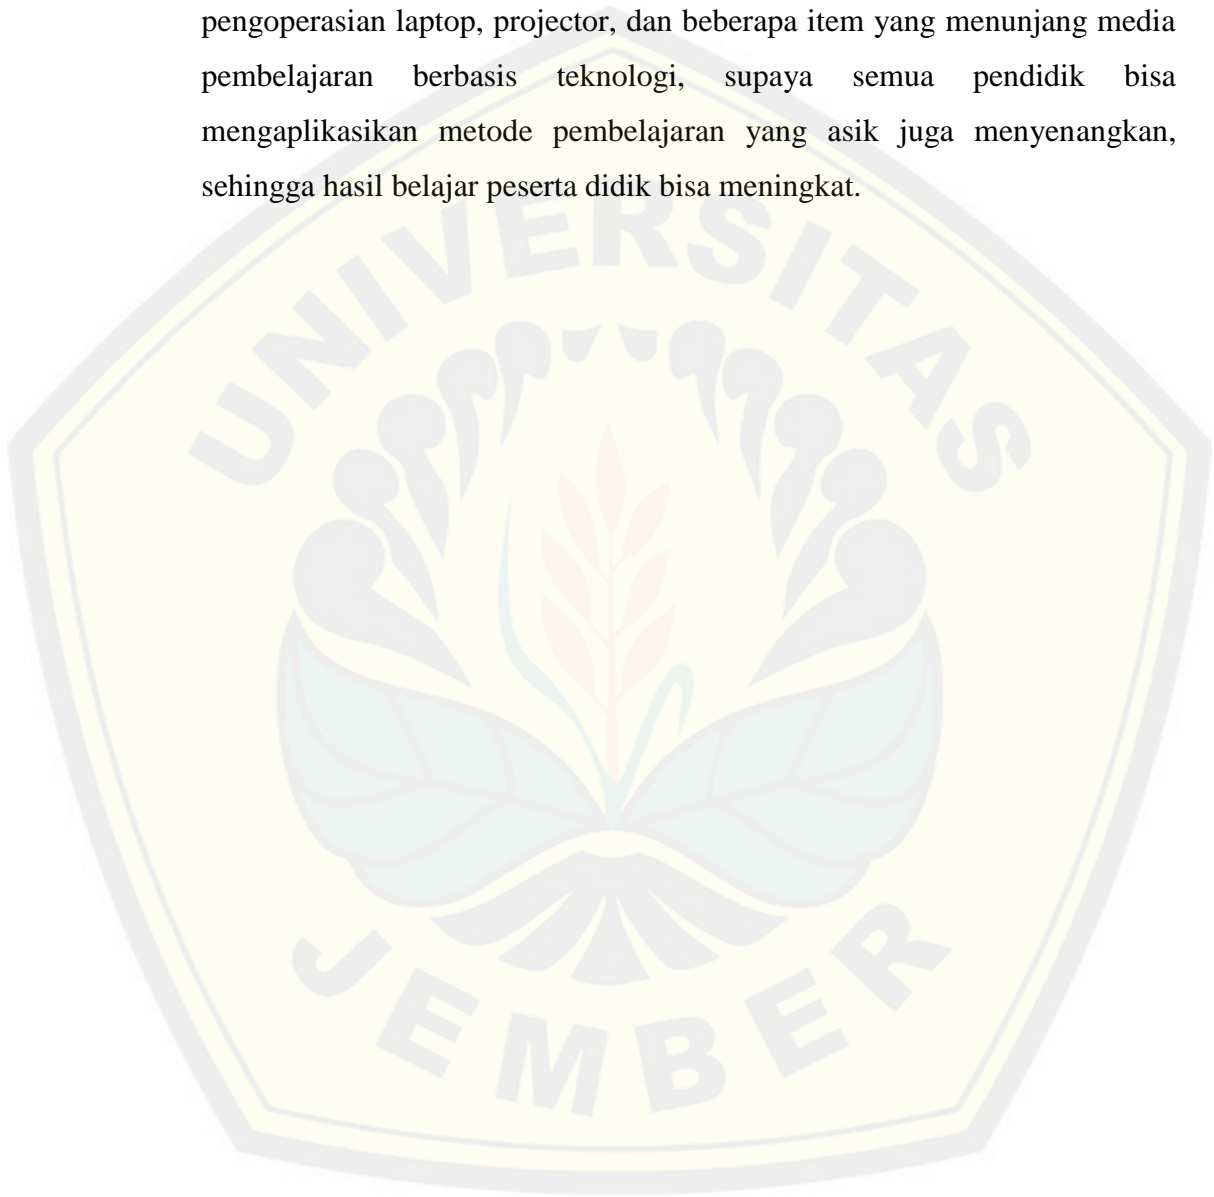 pengoperasian laptop, projector, dan beberapa item yang menunjang media
pembelajaran berbasis teknologi, supaya semua pendidik bisa
mengaplikasikan metode pembelajaran yang asik juga menyenangkan,
sehingga hasil belajar peserta didik bisa meningkat.
UNIVERSITAS
JEMBER